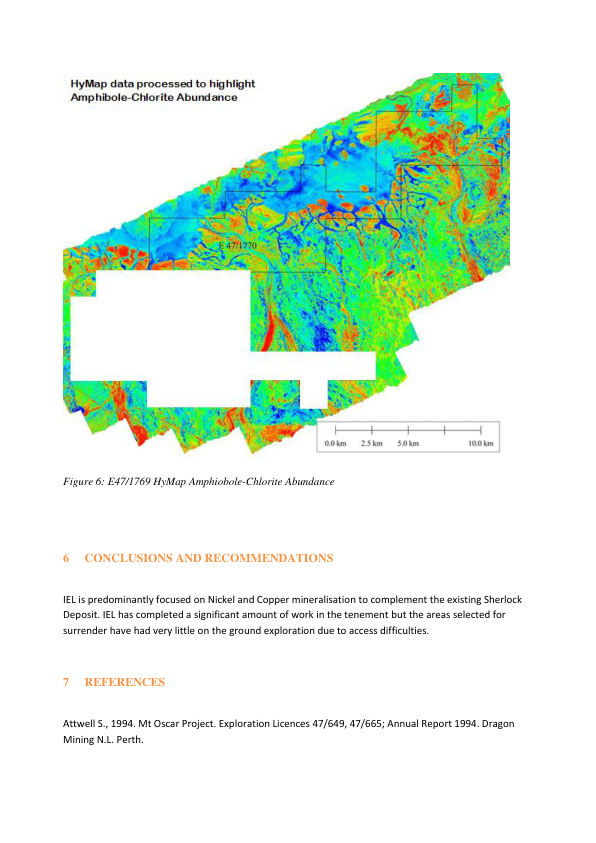 HyMap data processed to highlight
Amphibole-Chlorite Abundance
E 47/1770
0.0 km 2.5 km 5.0 km 10.0 km
Figure 6: E47/1769 HyMap Amphiobole-Chlorite Abundance
6 CONCLUSIONS AND RECOMMENDATIONS
IEL is predominantly focused on Nickel and Copper mineralisation to complement the existing Sherlock
Deposit. IEL has completed a significant amount of work in the tenement but the areas selected for
surrender have had very little on the ground exploration due to access difficulties.
7 REFERENCES
Attwell S., 1994. Mt Oscar Project. Exploration Licences 47/649, 47/665; Annual Report 1994. Dragon
Mining N.L. Perth.